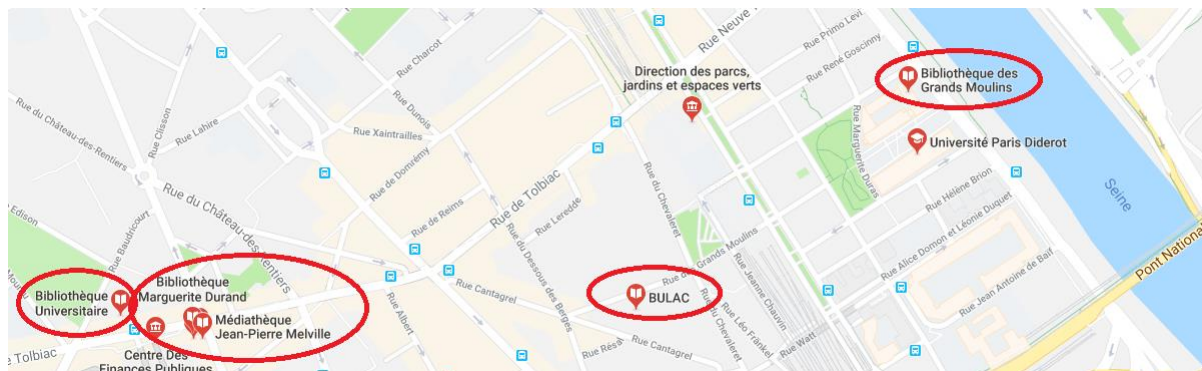 Rue Charcot
Rue Neuve T
Rue Primo Levi
Rue René Goscinny
Direction des parcs,
jardins et espaces verts
Bibliothèque des
Grands Moulins
Rue Clisson
Rue Lahire
Rue Dunois
Rue Xaintrailles
Rue du Château-des-Rentiers
Rue de Domrémy
Rue de Tolbiac
Rue Marguerite Duras
Université Paris Diderot
Rue du Chevaleret
Seine
Rue Hélène Brion
Edison
Rue Baudricourt
Rue du Château-des-Rentiers
Rue de Reims
Rue Leredde
Rue du Dessous des Berges
Rue des Grands Moulins
Rue Alice Domon et Léonie Duquet
Pont National
Bibliothèque
Universitaire
Bibliothèque
Marguerite Durand
Médiathèque
Jean-Pierre Melville
Rue Cantagrel
BULAC
Rue Jeanne Chauvin
Rue Jean Antoine de Baïf
Rue Albert
Rue du Chevaleret
Rue Léo Fränkel
Tolbiac
Centre Des
Finances Publiques
Rue Résal
Rue Cantagrel
Rue Watt